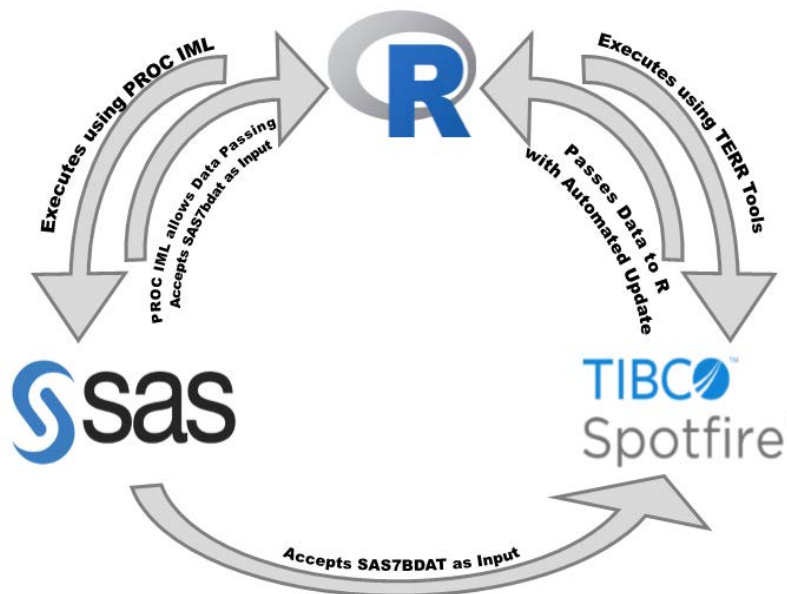 R
Executes using PROC IML
PROC IML allows Data Passing
Accepts SAS7bdat as Input
Executes using TERR Tools
Passes Data to R
with Automated Update
sas
TIBCO™
Spotfire
Accepts SAS7BDAT as Input